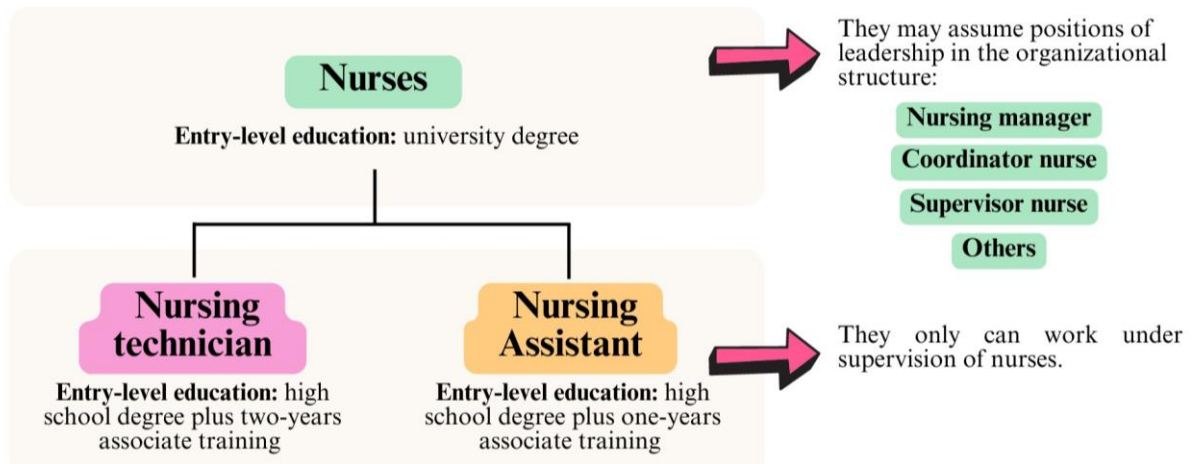 Nurses
Entry-level education: university degree
They may assume positions of
leadership in the organizational
structure:
Nursing manager
Coordinator nurse
Supervisor nurse
Others
Nursing
technician
Entry-level education: high
school degree plus two-years
associate training
Nursing
Assistant
Entry-level education: high
school degree plus one-years
associate training
They only can work under
supervision of nurses.